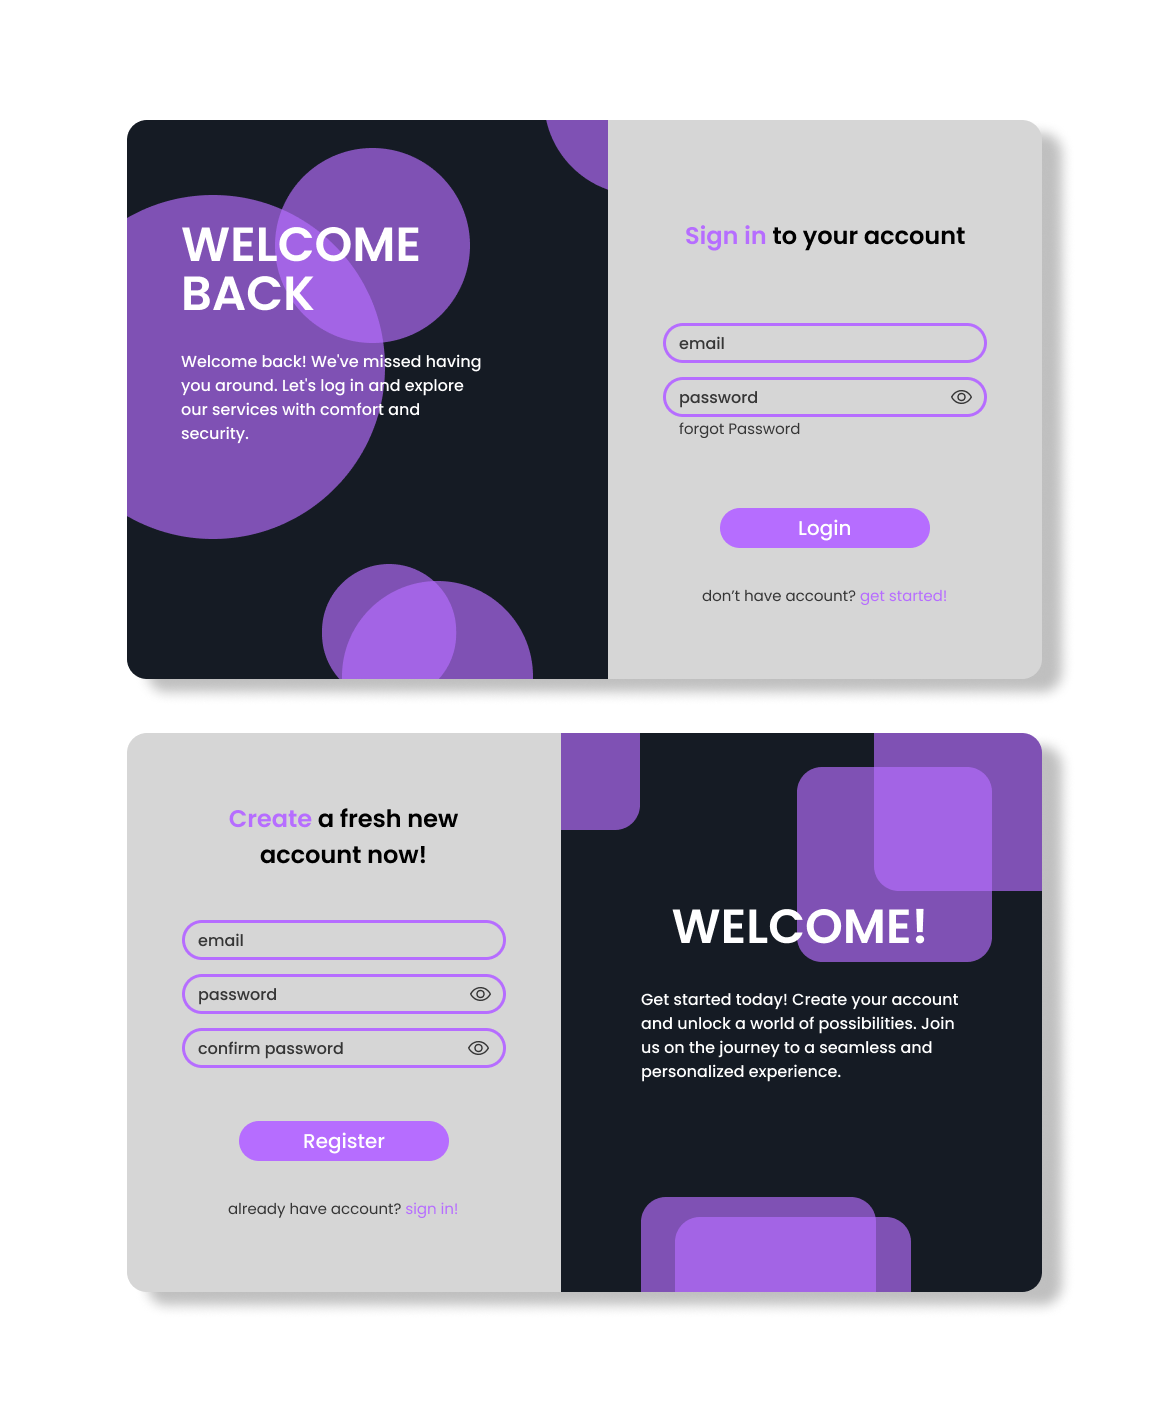 WELCOME
BACK
Welcome back! We've missed having
you around. Let's log in and explore
our services with comfort and
security.
Sign in to your account
email
password
forgot Password
Login
don’t have account? get started!
Create a fresh new
account now!
email
password
confirm password
Register
already have account? sign in!
WELCOME!
Get started today! Create your account
and unlock a world of possibilities. Join
us on the journey to a seamless and
personalized experience.